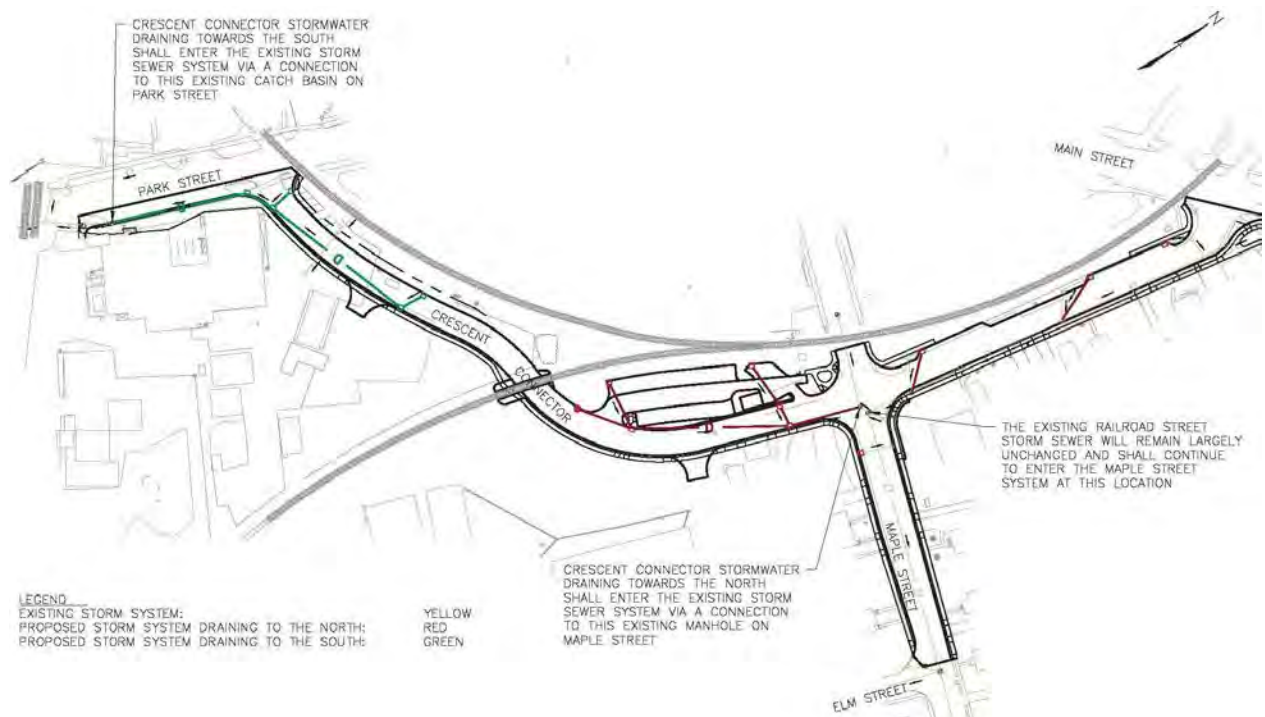 CRESCENT CONNECTOR STORMWATER
DRAINING TOWARDS THE SOUTH
SHALL ENTER THE EXISTING STORM
SEWER SYSTEM VIA A CONNECTION
TO THIS EXISTING CATCH BASIN ON
PARK STREET
N
MAIN STREET
PARK STREET
D
CRESCENT
CONNECTOR
THE EXISTING RAILROAD STREET
STORM SEWER WILL REMAIN LARGELY
UNCHANGED AND SHALL CONTINUE
TO ENTER THE MAPLE STREET
SYSTEM AT THIS LOCATION
MAPLE STREET
CRESCENT CONNECTOR STORMWATER
DRAINING TOWARDS THE NORTH
SHALL ENTER THE EXISTING STORM
SEWER SYSTEM VIA A CONNECTION
TO THIS EXISTING MANHOLE ON
MAPLE STREET
LEGEND
EXISTING STORM SYSTEM: YELLOW
PROPOSED STORM SYSTEM DRAINING TO THE NORTH: RED
PROPOSED STORM SYSTEM DRAINING TO THE SOUTH: GREEN
ELM STREET